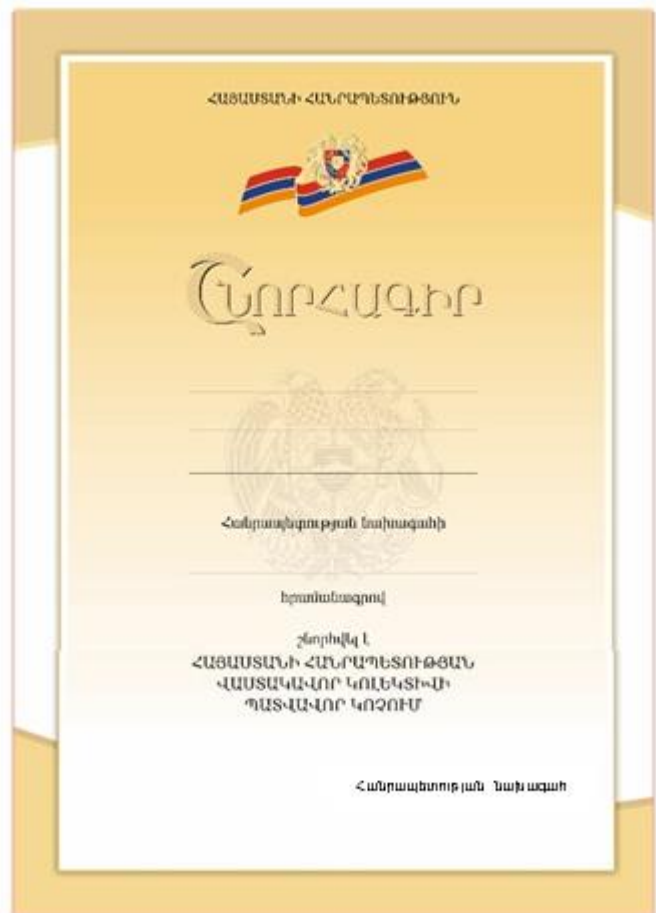 ՀԱՅԱՍՏԱՆԻ ՀԱՆՐԱՊԵՏՈՒԹՅՈՒՆ
ՇՆՈՐՀԱԳԻՐ
Հանրապետության նախագահի
հրամանագրով
շնորհվել է
ՀԱՅԱՍՏԱՆԻ ՀԱՆՐԱՊԵՏՈՒԹՅԱՆ
ՎԱՍՏԱԿԱՎՈՐ ԿՈԼԵԿՏԻՎԻ
ՊԱՏՎԱՎՈՐ ԿՈՉՈՒՄ
Հանրապետության նախագահ